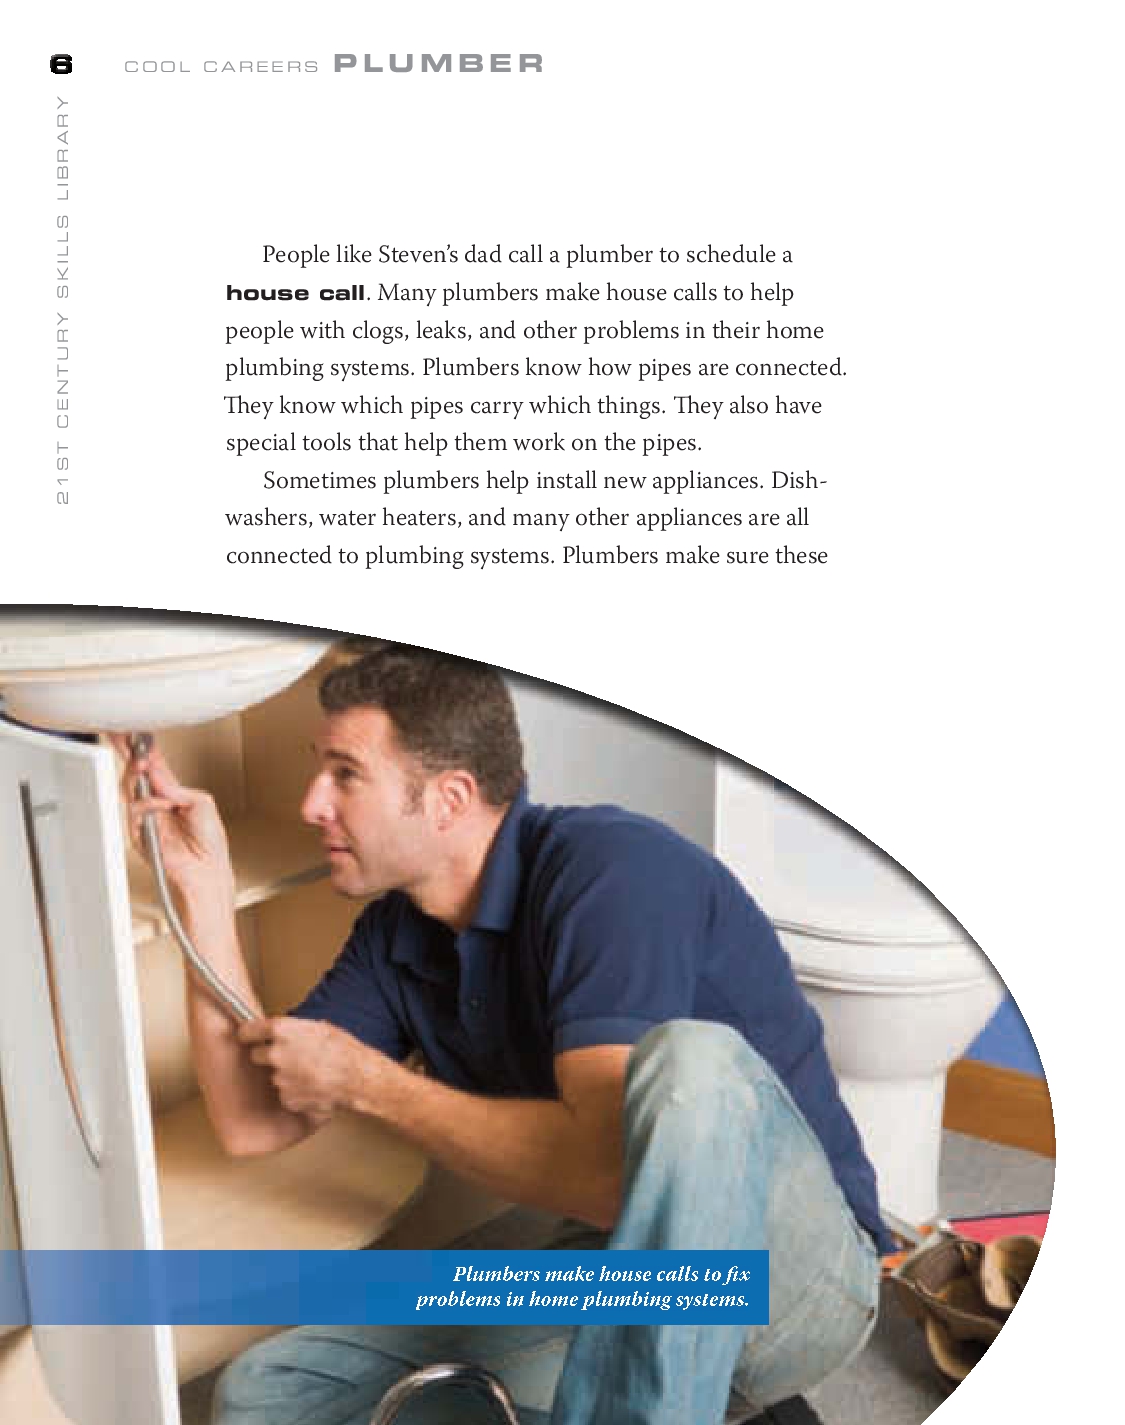 6 COOL CAREERS PLUMBER
21ST CENTURY SKILLS LIBRARY
People like Steven’s dad call a plumber to schedule a
house call. Many plumbers make house calls to help
people with clogs, leaks, and other problems in their home
plumbing systems. Plumbers know how pipes are connected.
They know which pipes carry which things. They also have
special tools that help them work on the pipes.
Sometimes plumbers help install new appliances. Dish-
washers, water heaters, and many other appliances are all
connected to plumbing systems. Plumbers make sure these
Plumbers make house calls to fix
problems in home plumbing systems.